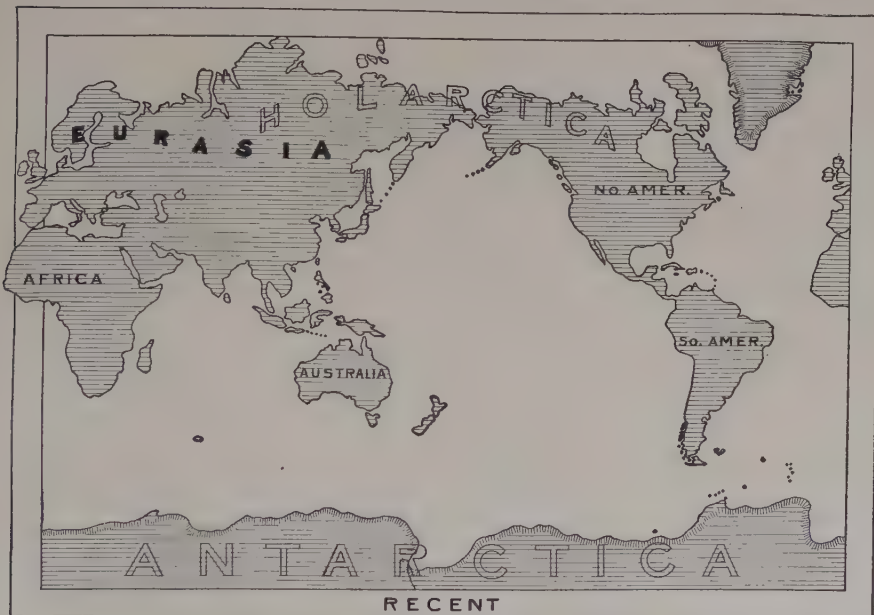 HOLARCTICA
EURASIA
No. AMER.
AFRICA
So. AMER.
AUSTRALIA
ANTARCTICA
RECENT